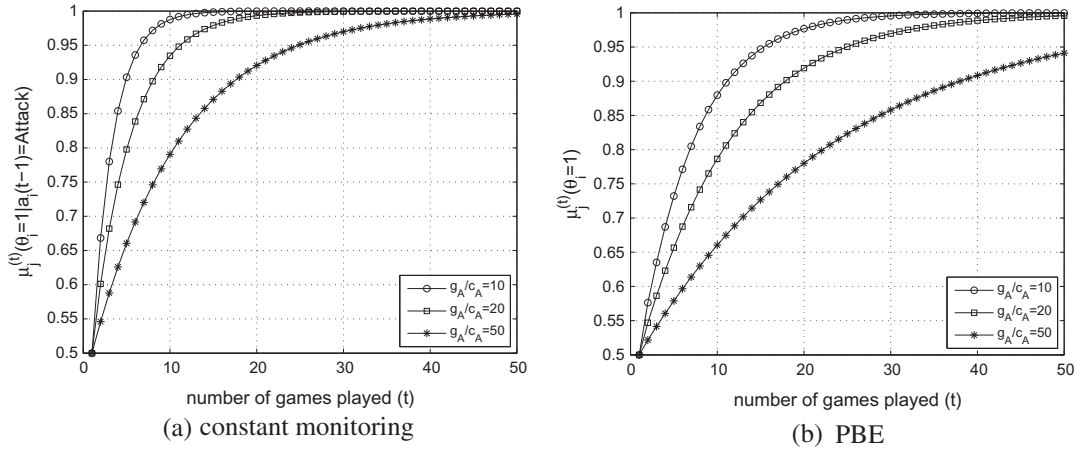 μ_j^(t)(θ_i=1|a_i(t−1)=Attack)
1
0.95
0.9
0.85
0.8
0.75
0.7
0.65
0.6
0.55
0.5
0 10 20 30 40 50
g_A/c_A=10
g_A/c_A=20
g_A/c_A=50
number of games played (t)
(a) constant monitoring
μ_j^(t)(θ_i=1)
1
0.95
0.9
0.85
0.8
0.75
0.7
0.65
0.6
0.55
0.5
0 10 20 30 40 50
g_A/c_A=10
g_A/c_A=20
g_A/c_A=50
number of games played (t)
(b) PBE